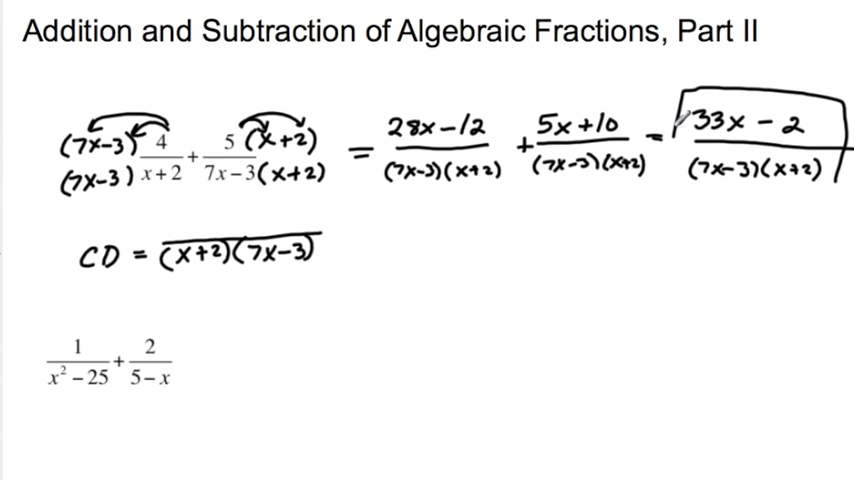 Addition and Subtraction of Algebraic Fractions, Part II
(7x-3) 4 / (7x-3) x+2 + 5 (x+2) / 7x-3 (x+2) = 28x-12 / (7x-3)(x+2) + 5x+10 / (7x-3)(x+2) = 33x-2 / (7x-3)(x+2)
CD = (x+2)(7x-3)
1 / x² - 25 + 2 / 5 - x